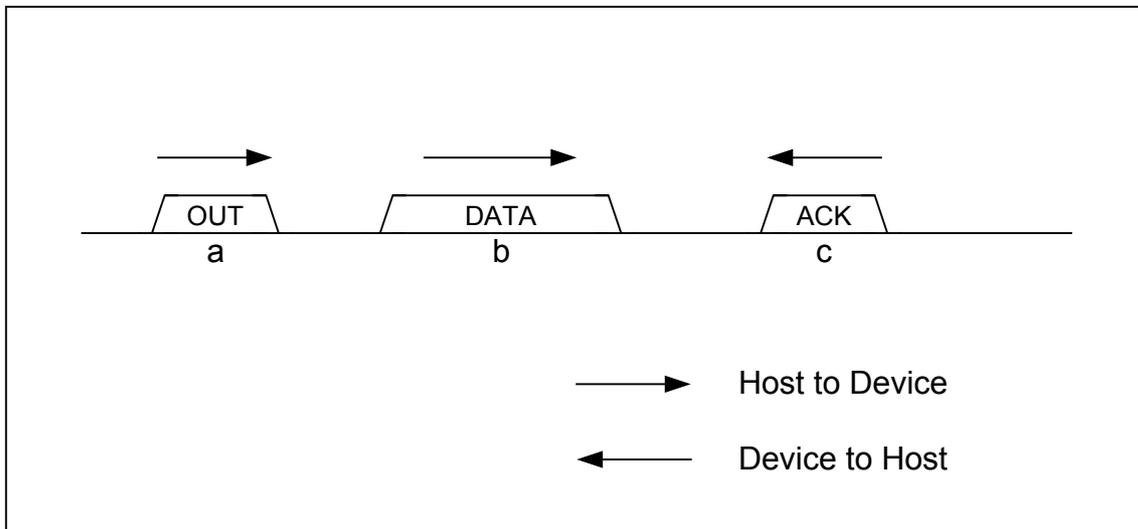 OUT DATA ACK
a b c
Host to Device
Device to Host